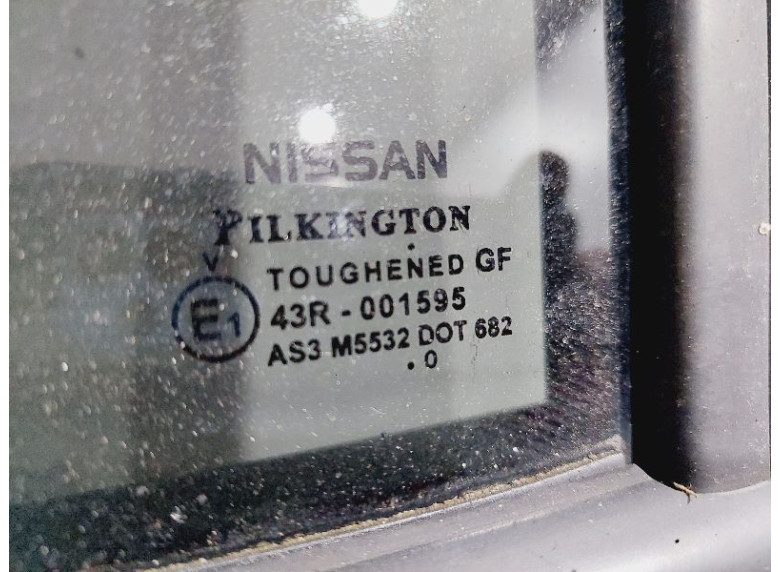 NISSAN
PILKINGTON
TOUGHENED GF
V
E1
43R - 001595
AS3 M5532 DOT 682
. 0